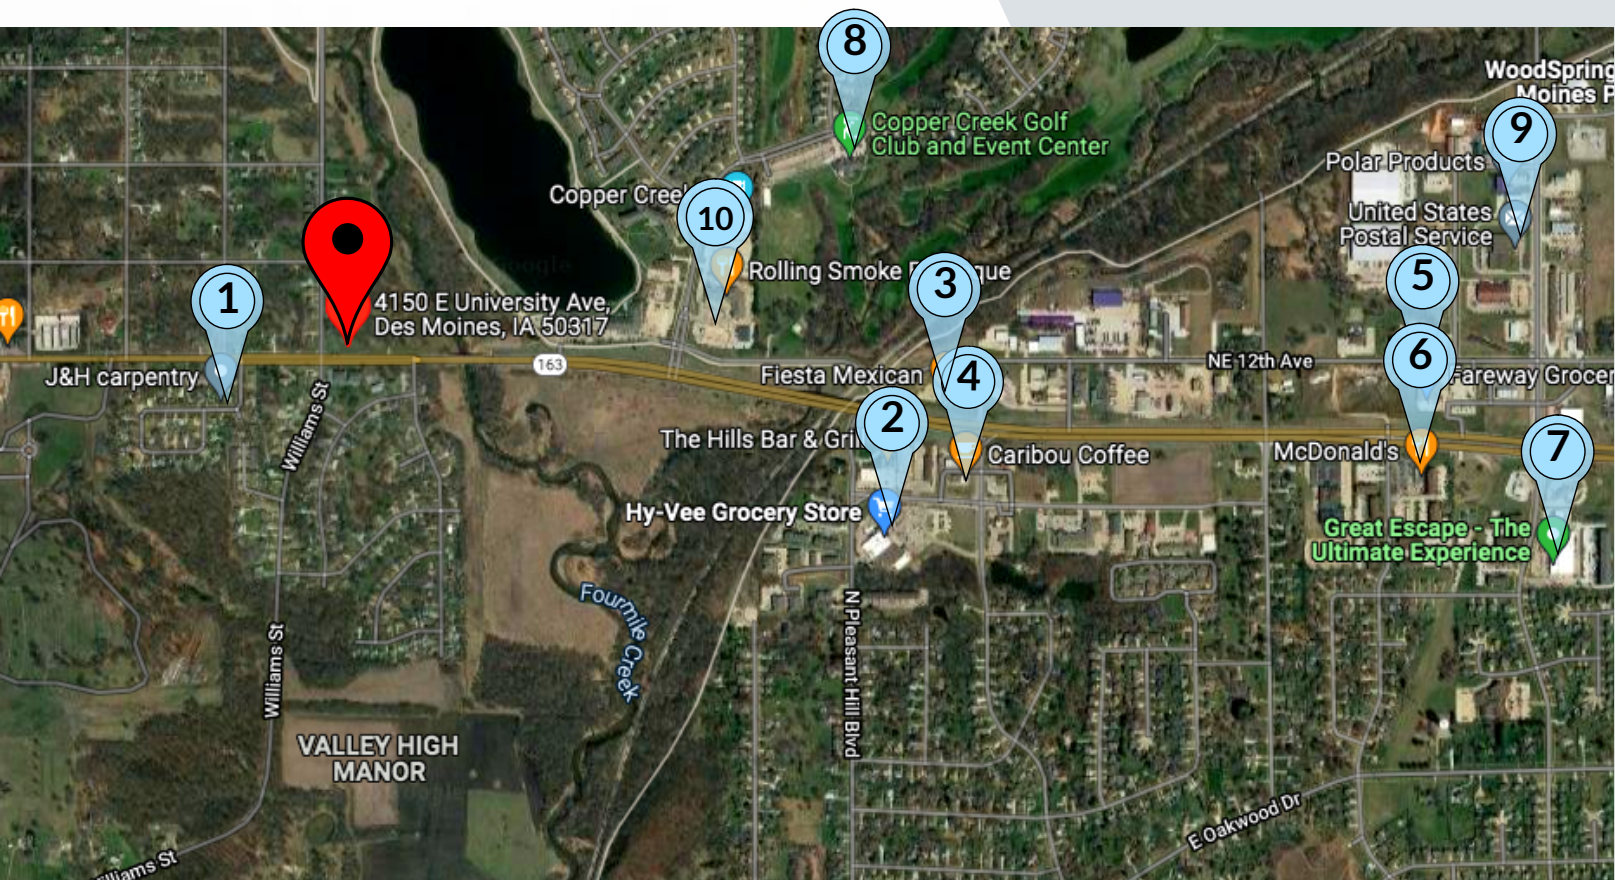 8
WoodSpring
Moines P
Copper Creek Golf
Club and Event Center
9
Polar Products
Copper Cree
10
United States
Postal Service
Rolling Smoke
3
5
1
4150 E University Ave,
Des Moines, IA 50317
163
NE 12th Ave
6
J&H carpentry
Fiesta Mexican
4
Fareway Grocer
Williams St
2
The Hills Bar & Gri
Caribou Coffee
McDonald's
7
Hy-Vee Grocery Store
Great Escape - The
Ultimate Experience
Fourmile Creek
N Pleasant Hill Blvd
Williams St
VALLEY HIGH
MANOR
E Oakwood Dr
lliams St